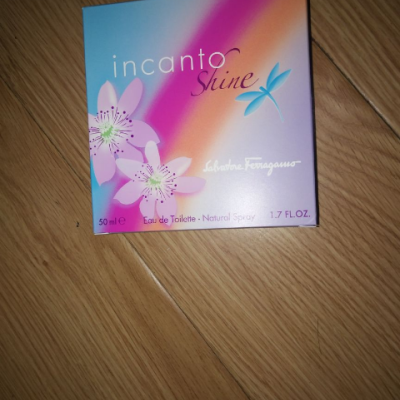 incanto
Shine
Salvatore Ferragamo
50 ml ℮ Eau de Toilette - Natural Spray 1.7 FL.OZ.